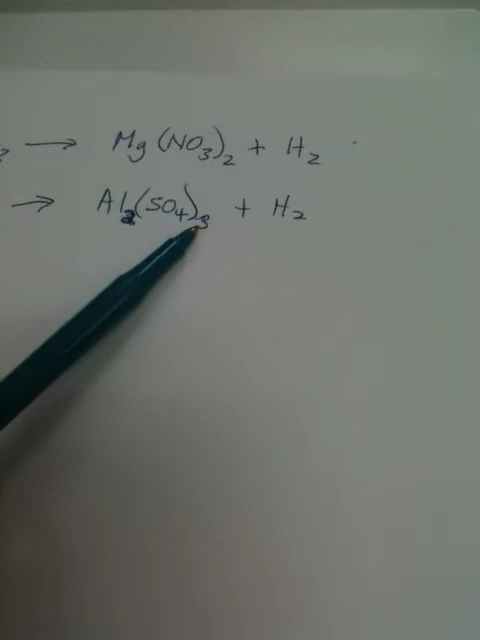 → Mg(NO₃)₂ + H₂
→ Al₂(SO₄)₃ + H₂